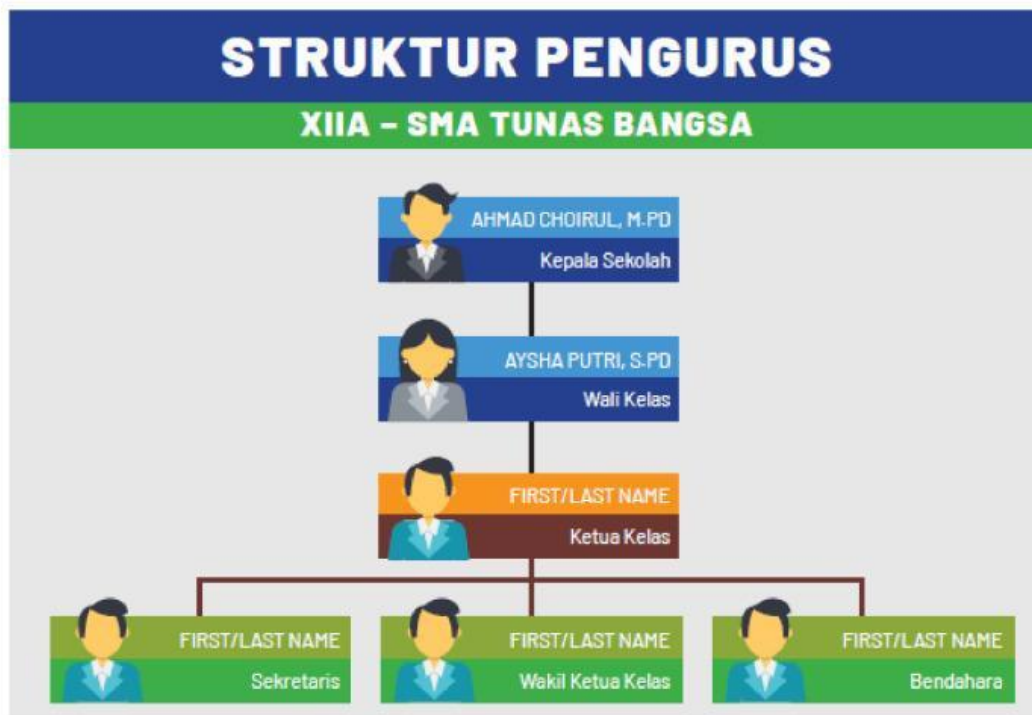 STRUKTUR PENGURUS
XIIA – SMA TUNAS BANGSA
AHMAD CHOIRUL, M.PD
Kepala Sekolah
AYSHA PUTRI, S.PD
Wali Kelas
FIRST/LAST NAME
Ketua Kelas
FIRST/LAST NAME
Sekretaris
FIRST/LAST NAME
Wakil Ketua Kelas
FIRST/LAST NAME
Bendahara